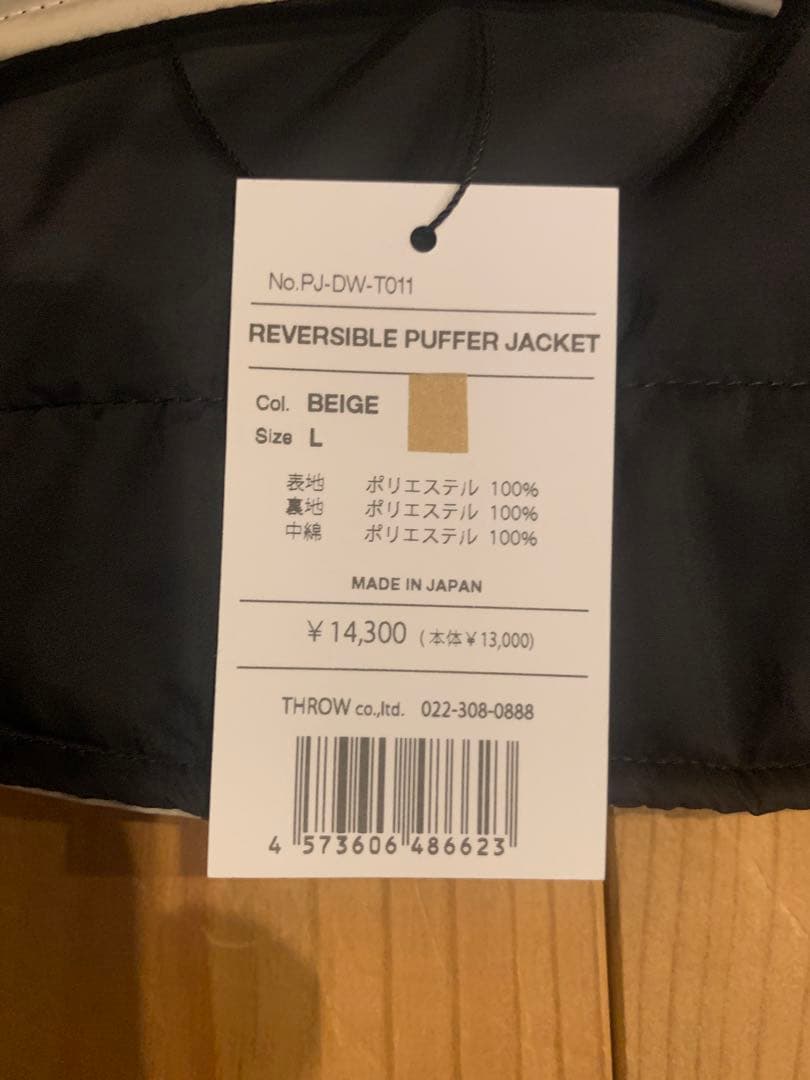 No.PJ-DW-T011
REVERSIBLE PUFFER JACKET
Col. BEIGE
Size L
表地 ポリエステル 100%
裏地 ポリエステル 100%
中綿 ポリエステル 100%
MADE IN JAPAN
¥14,300 (本体¥13,000)
THROW co.,ltd. 022-308-0888
4 573606 486623